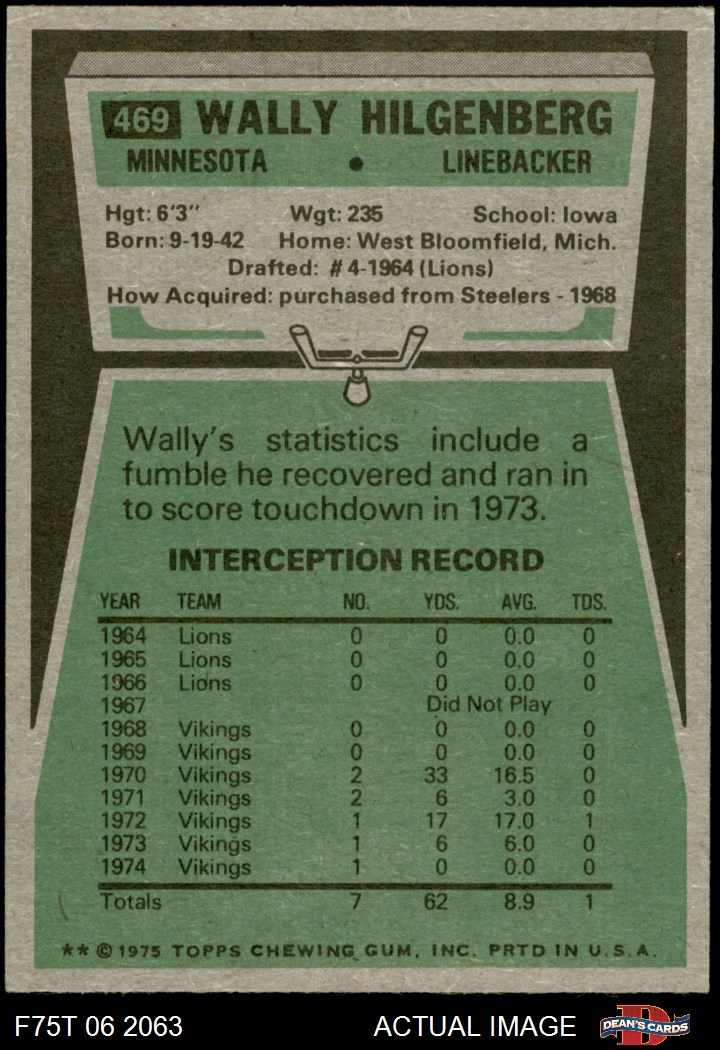 469 WALLY HILGENBERG
MINNESOTA • LINEBACKER
Hgt: 6'3" Wgt: 235 School: Iowa
Born: 9-19-42 Home: West Bloomfield, Mich.
Drafted: #4-1964 (Lions)
How Acquired: purchased from Steelers - 1968
Wally's statistics include a
fumble he recovered and ran in
to score touchdown in 1973.
INTERCEPTION RECORD
YEAR TEAM NO. YDS. AVG. TDS.
1964 Lions 0 0 0.0 0
1965 Lions 0 0 0.0 0
1966 Lions 0 0 0.0 0
1967 Did Not Play
1968 Vikings 0 0 0.0 0
1969 Vikings 0 0 0.0 0
1970 Vikings 2 33 16.5 0
1971 Vikings 2 6 3.0 0
1972 Vikings 1 17 17.0 1
1973 Vikings 1 6 6.0 0
1974 Vikings 1 0 0.0 0
Totals 7 62 8.9 1
** © 1975 TOPPS CHEWING GUM, INC. PRTD IN U.S.A.
F75T 06 2063 ACTUAL IMAGE D DEAN'S CARDS